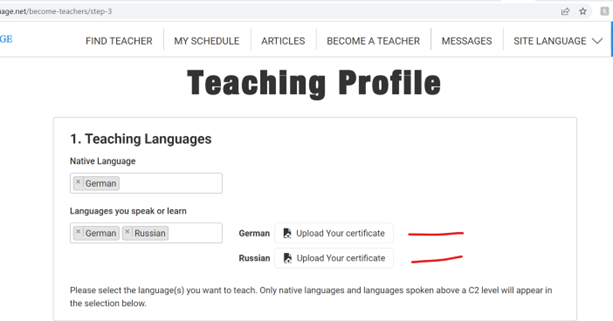 age.net/become-teachers/step-3
GE
FIND TEACHER MY SCHEDULE ARTICLES BECOME A TEACHER MESSAGES SITE LANGUAGE
Teaching Profile
1. Teaching Languages
Native Language
× German
Languages you speak or learn
× German × Russian German Upload Your certificate
Russian Upload Your certificate
Please select the language(s) you want to teach. Only native languages and languages spoken above a C2 level will appear in
the selection below.